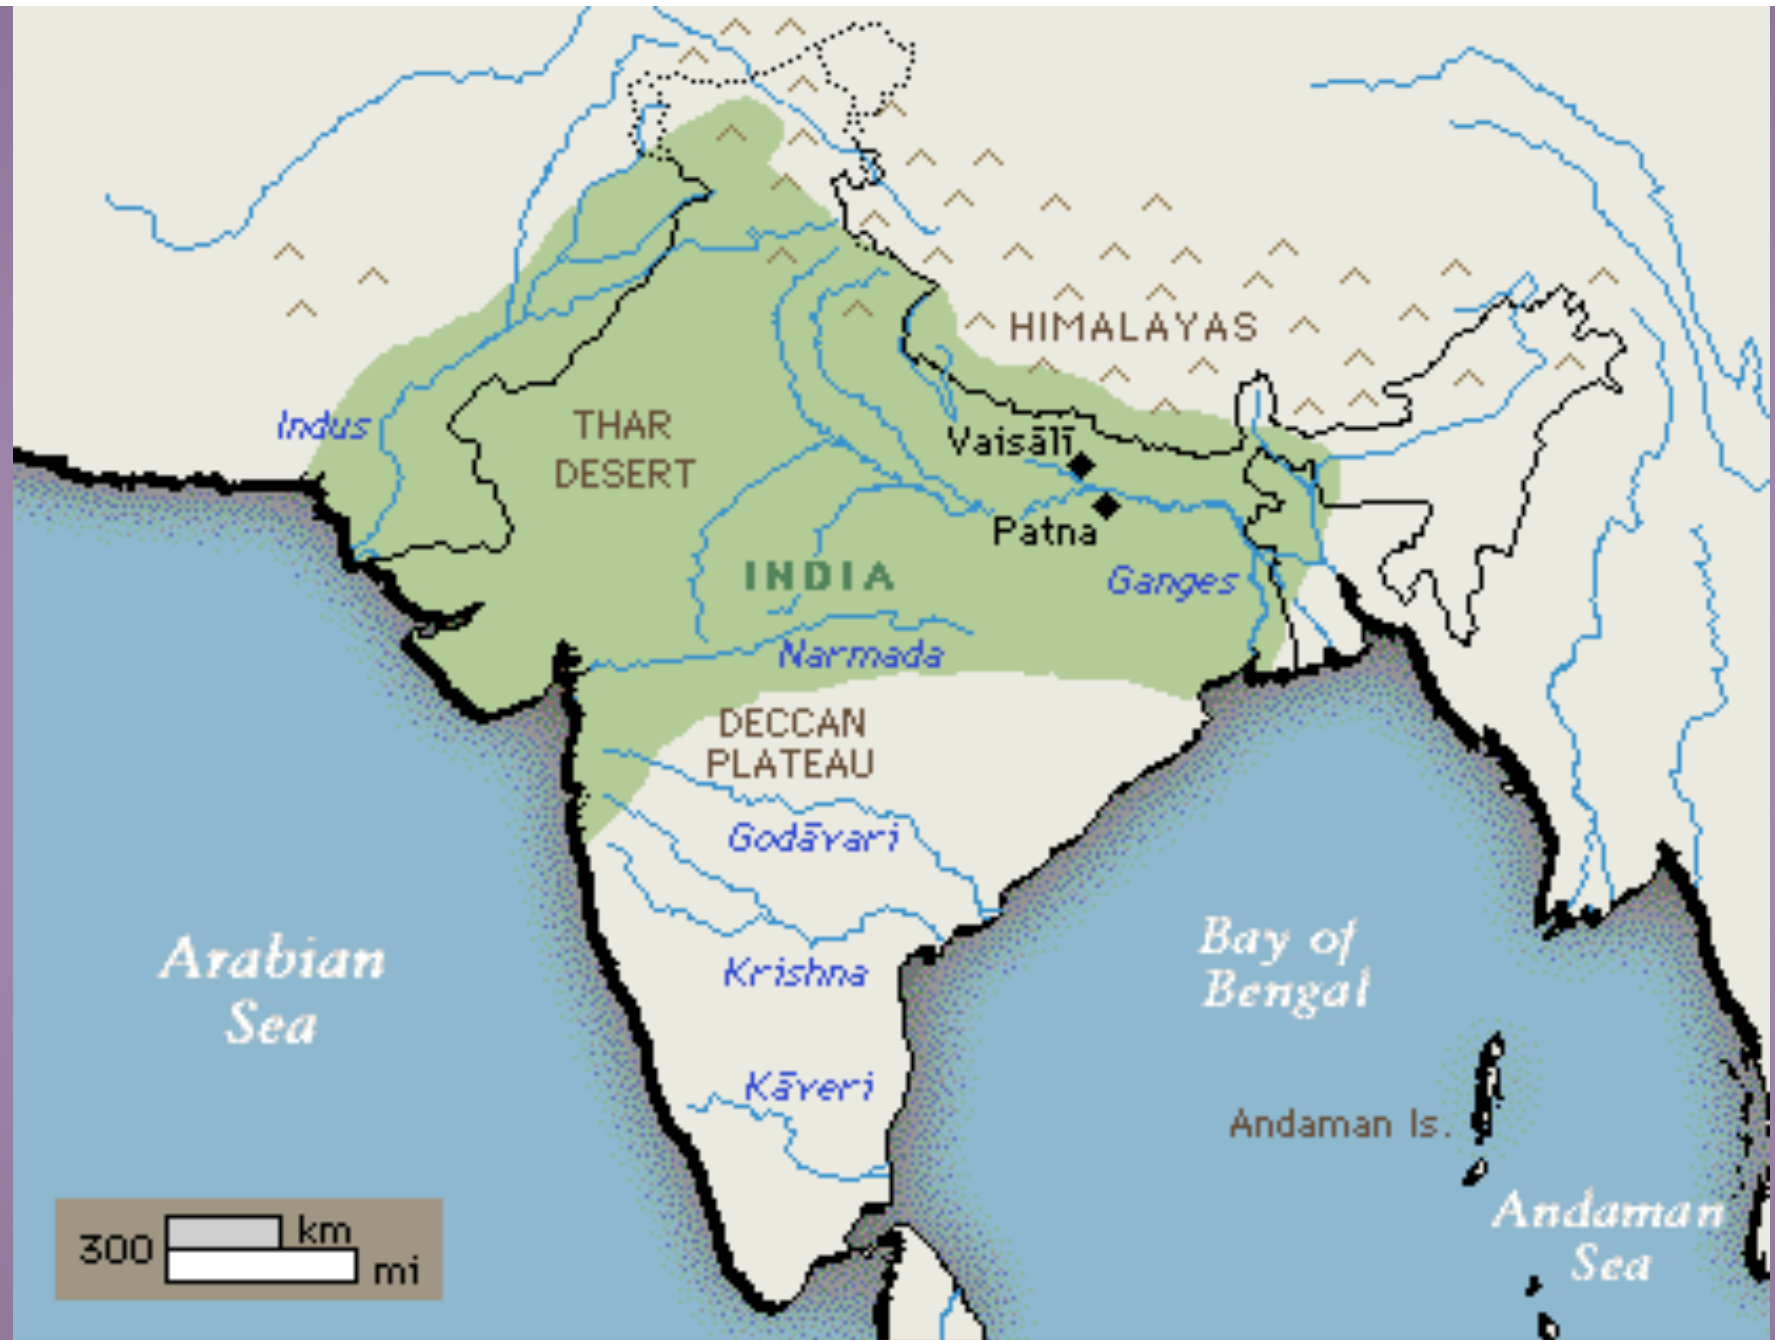 HIMALAYAS
Indus
THAR
DESERT
Vaisālī
Patna
INDIA
Ganges
Narmada
DECCAN
PLATEAU
Godāvari
Arabian
Sea
Krishna
Bay of
Bengal
Kāveri
Andaman Is.
Andaman
Sea
300
km
mi